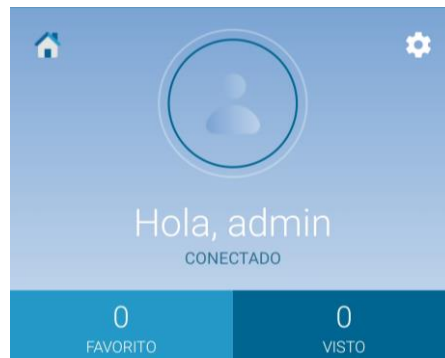 Hola, admin
CONECTADO
0
FAVORITO
0
VISTO